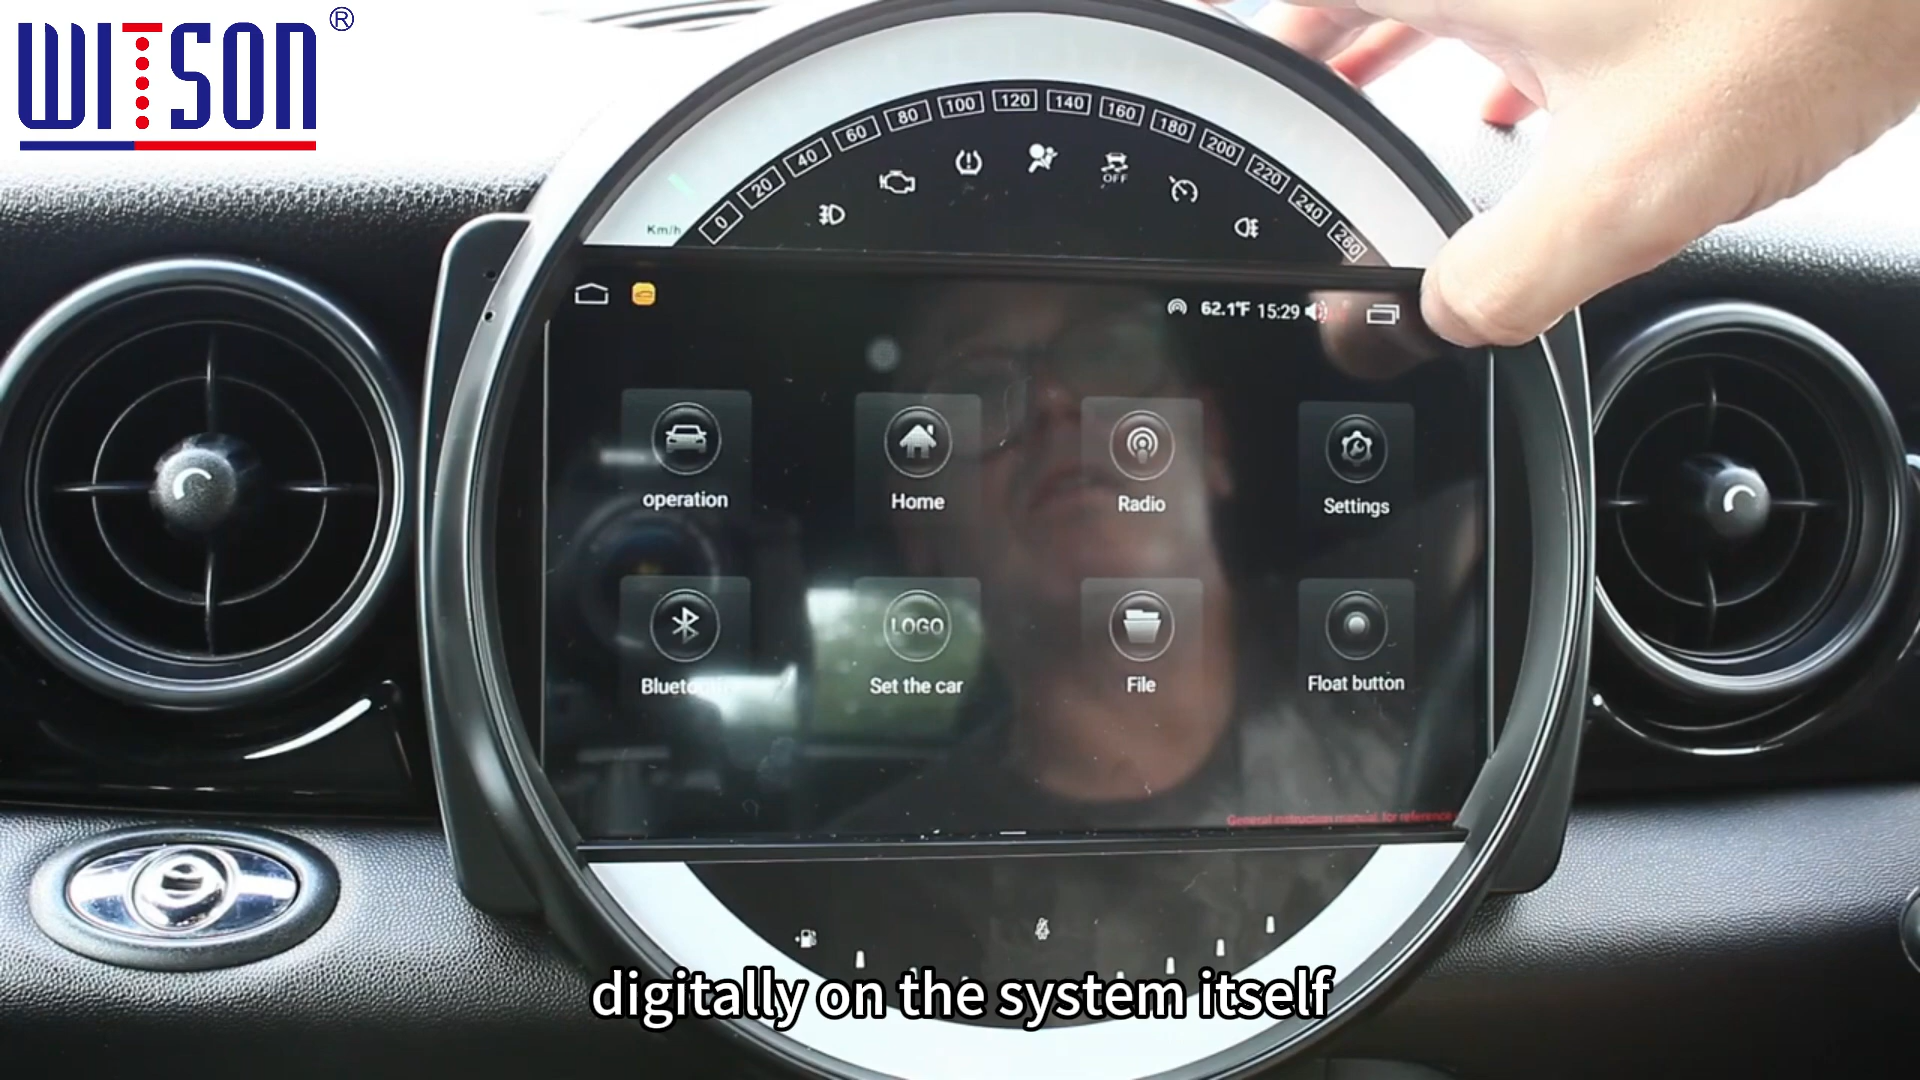 WITSON®
0 20 40 60 80 100 120 140 160 180 200 220 240 260
Km/h
OFF
62.1°F 15:29
operation Home Radio Settings
Bluetooth Set the car File Float button
LOGO
General instruction manual for reference
digitally on the system itself